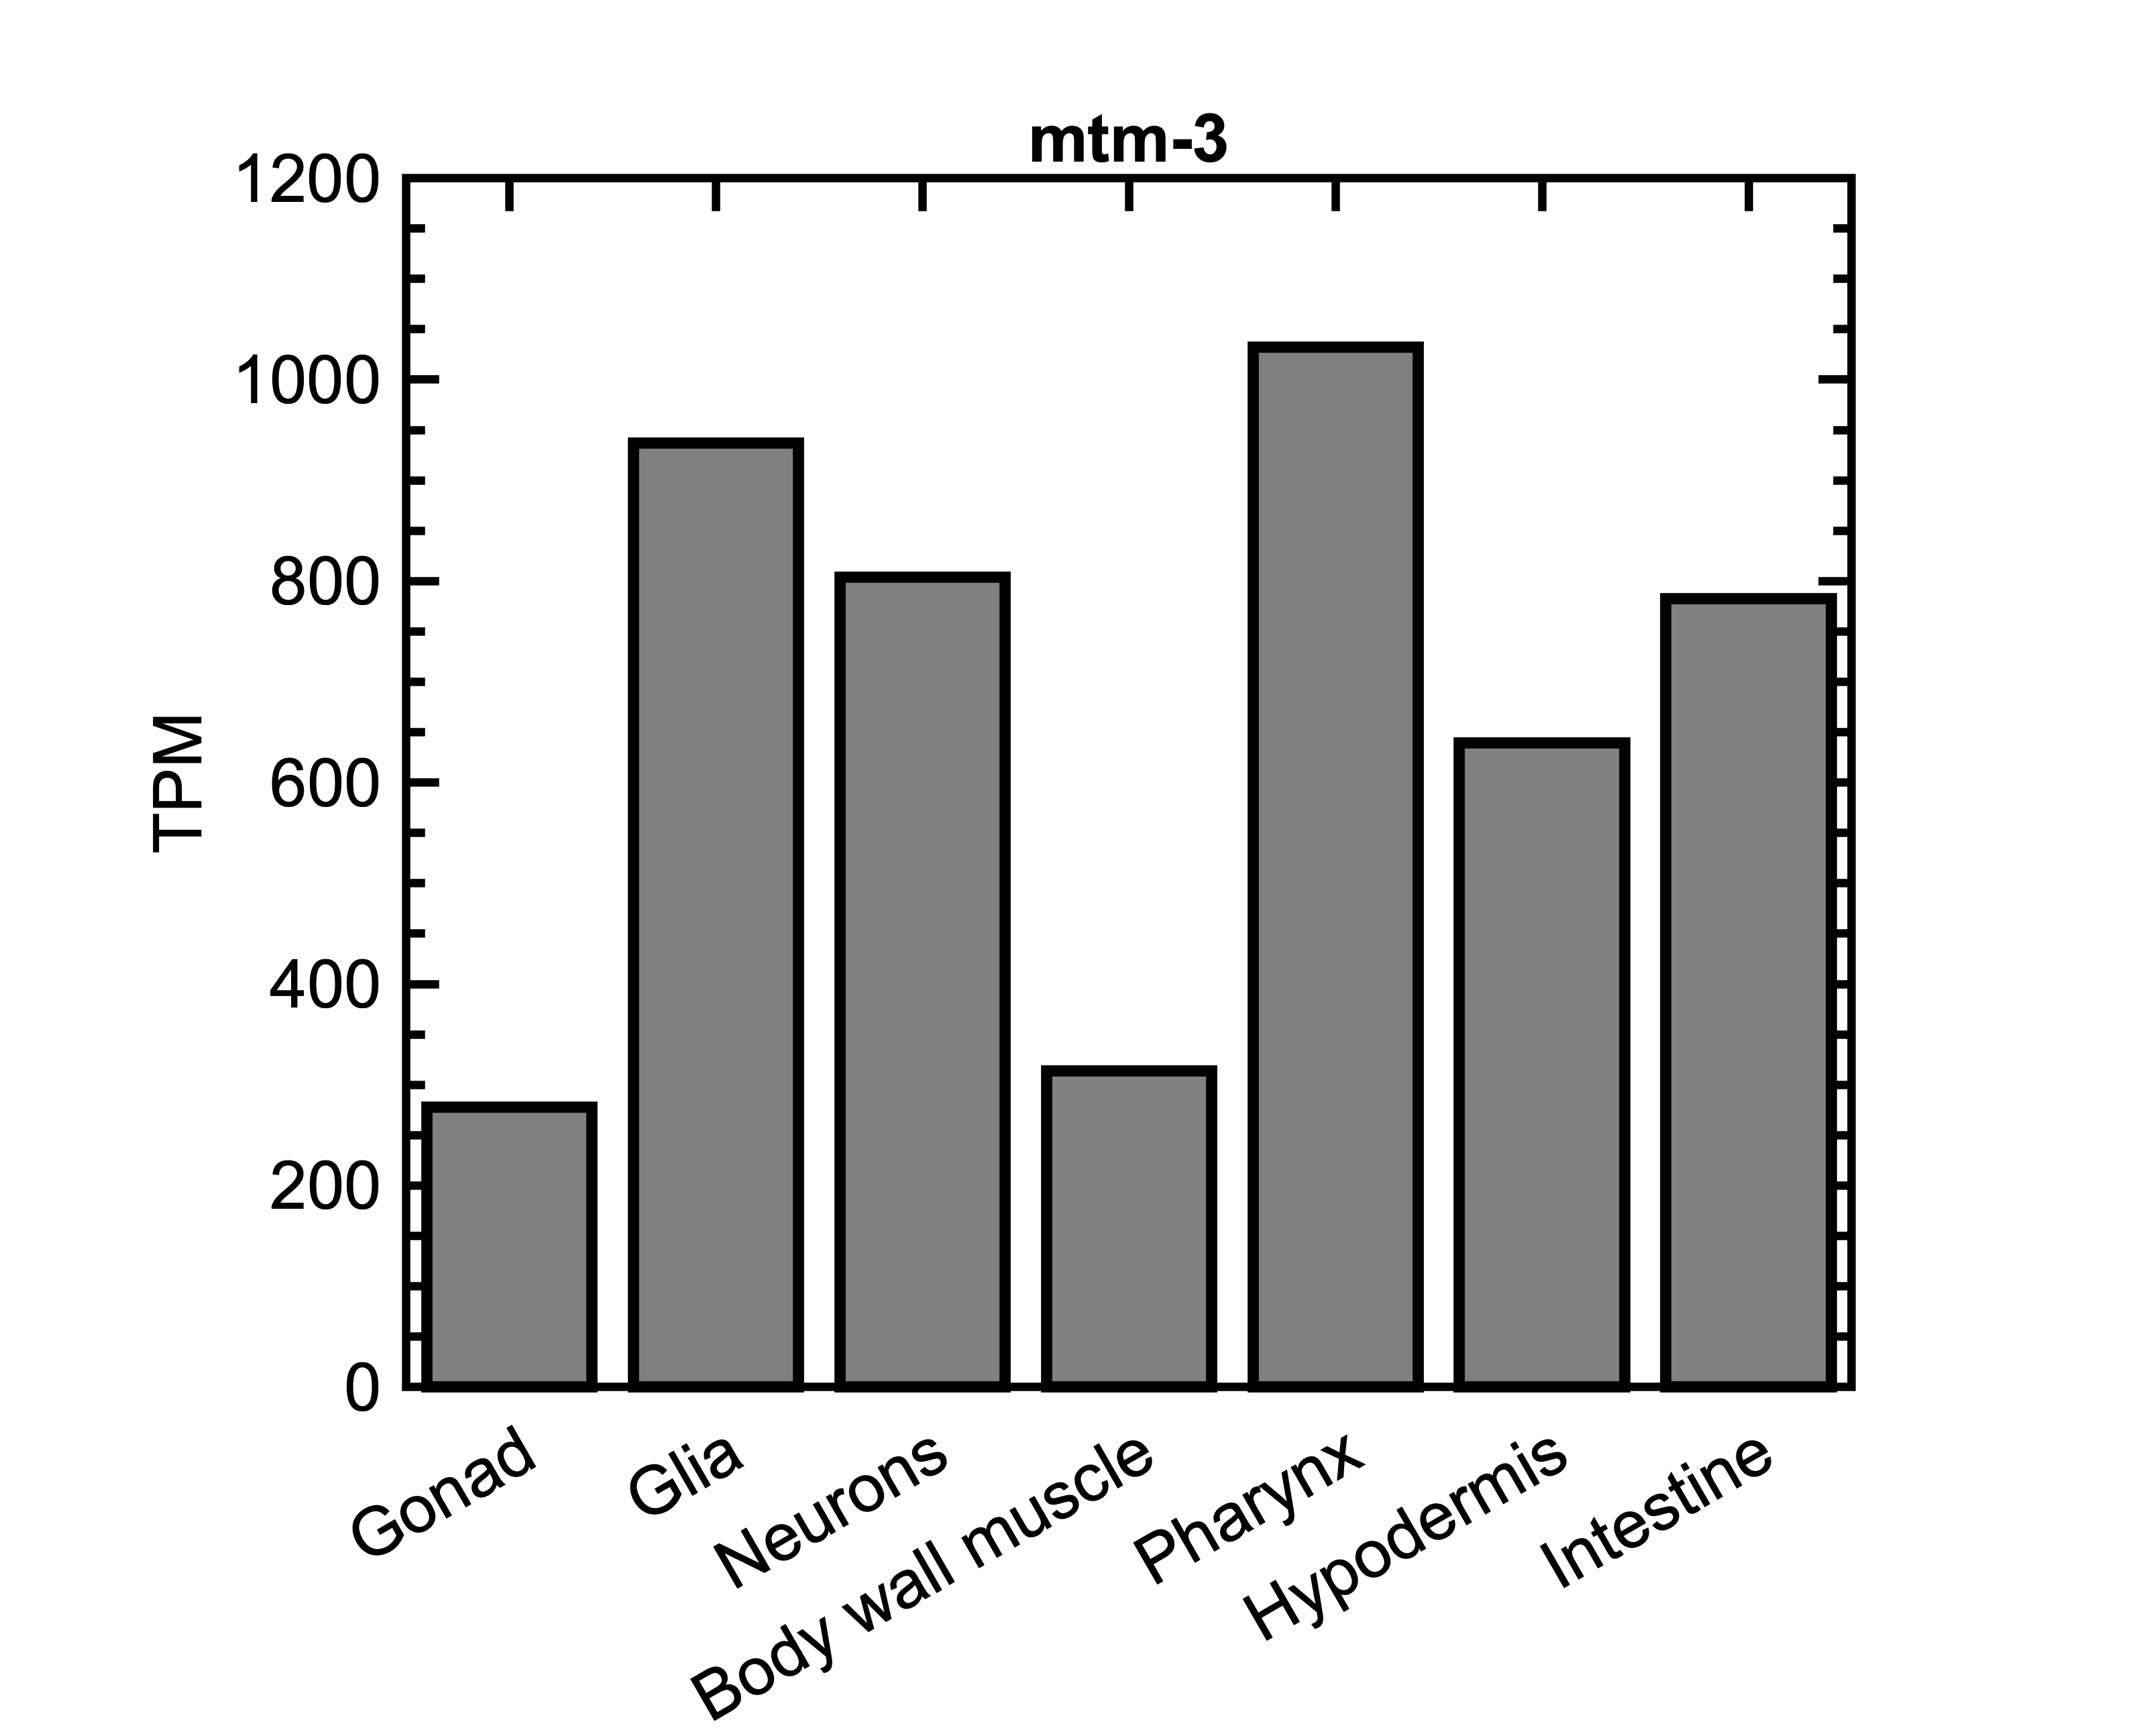 mtm-3
1200
1000
800
600
400
200
0
TPM
Gonad
Glia
Neurons
Body wall muscle
Pharynx
Hypodermis
Intestine